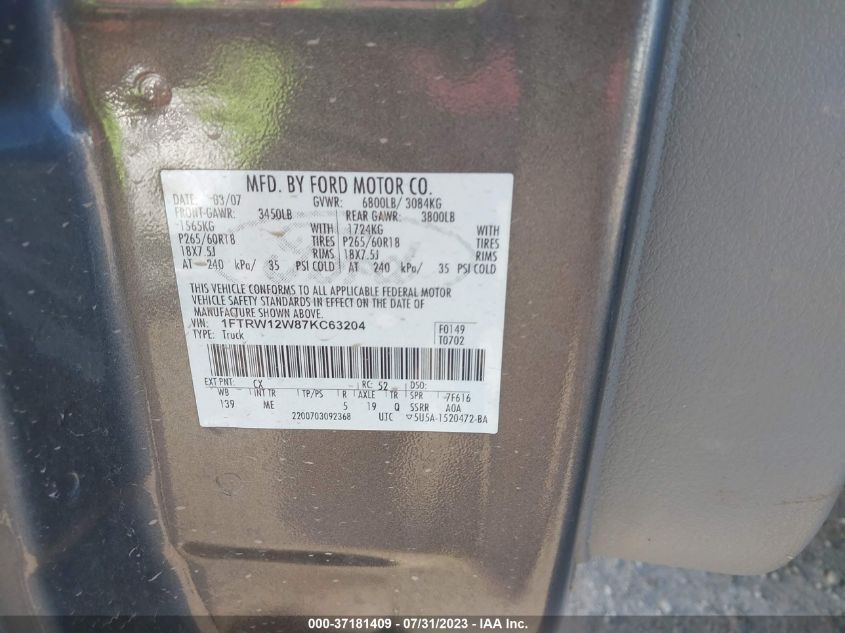 MFD. BY FORD MOTOR CO.
DATE: 03/07 GVWR: 6800LB/ 3084KG
FRONT GAWR: 3450LB REAR GAWR: 3800LB
1565KG WITH 1724KG WITH
P265/60R18 TIRES P265/60R18 TIRES
18X7.5J RIMS 18X7.5J RIMS
AT 240 kPa/ 35 PSI COLD AT 240 kPa/ 35 PSI COLD
THIS VEHICLE CONFORMS TO ALL APPLICABLE FEDERAL MOTOR
VEHICLE SAFETY STANDARDS IN EFFECT ON THE DATE OF
MANUFACTURE SHOWN ABOVE.
VIN: 1FTRW12W87KC63204 F0149
TYPE: Truck T0702
EXT PNT: CX RC: 52 DSO:
WB INT TR TP/PS R AXLE TR SPR 7F616
139 ME 5 19 Q SSRR A0A
2200703092368 UTC ▽5U5A-1520472-BA
000-37181409 - 07/31/2023 - IAA Inc.